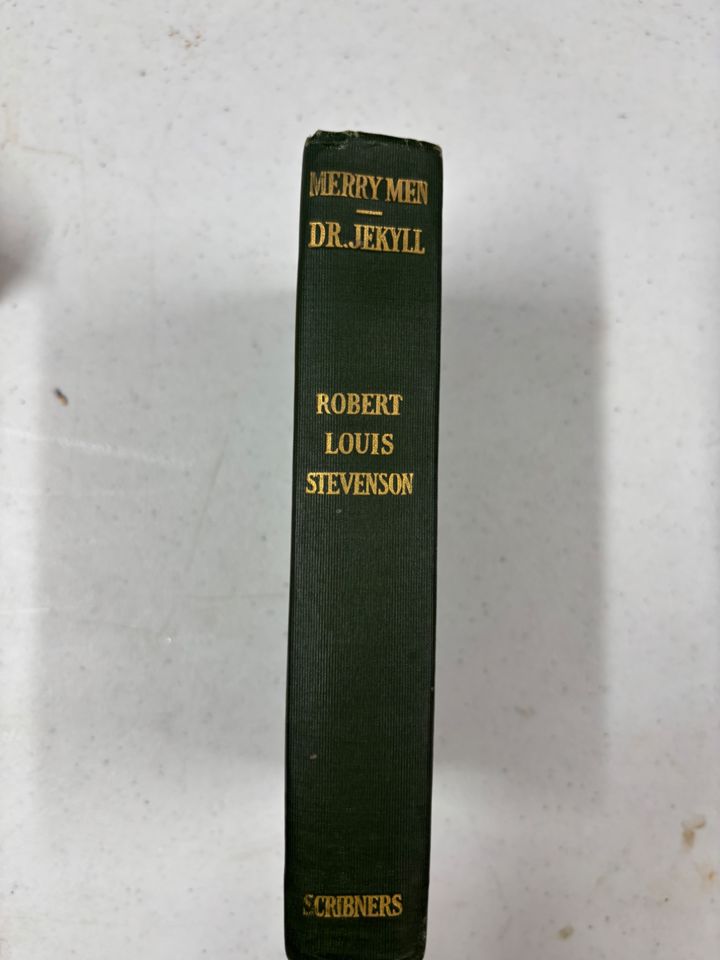 MERRY MEN
DR. JEKYLL
ROBERT
LOUIS
STEVENSON
SCRIBNERS